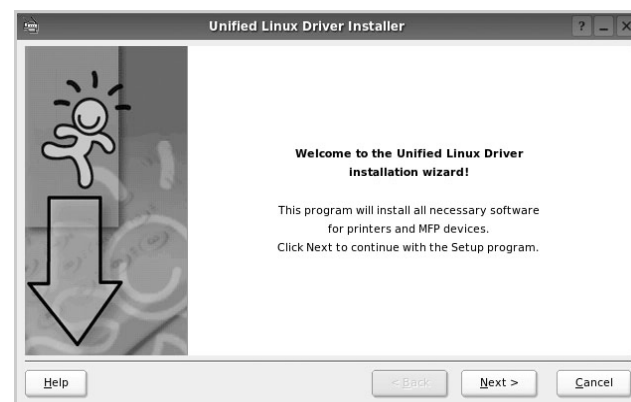 Unified Linux Driver Installer
?
Welcome to the Unified Linux Driver
installation wizard!
This program will install all necessary software
for printers and MFP devices.
Click Next to continue with the Setup program.
Help
< Back
Next >
Cancel